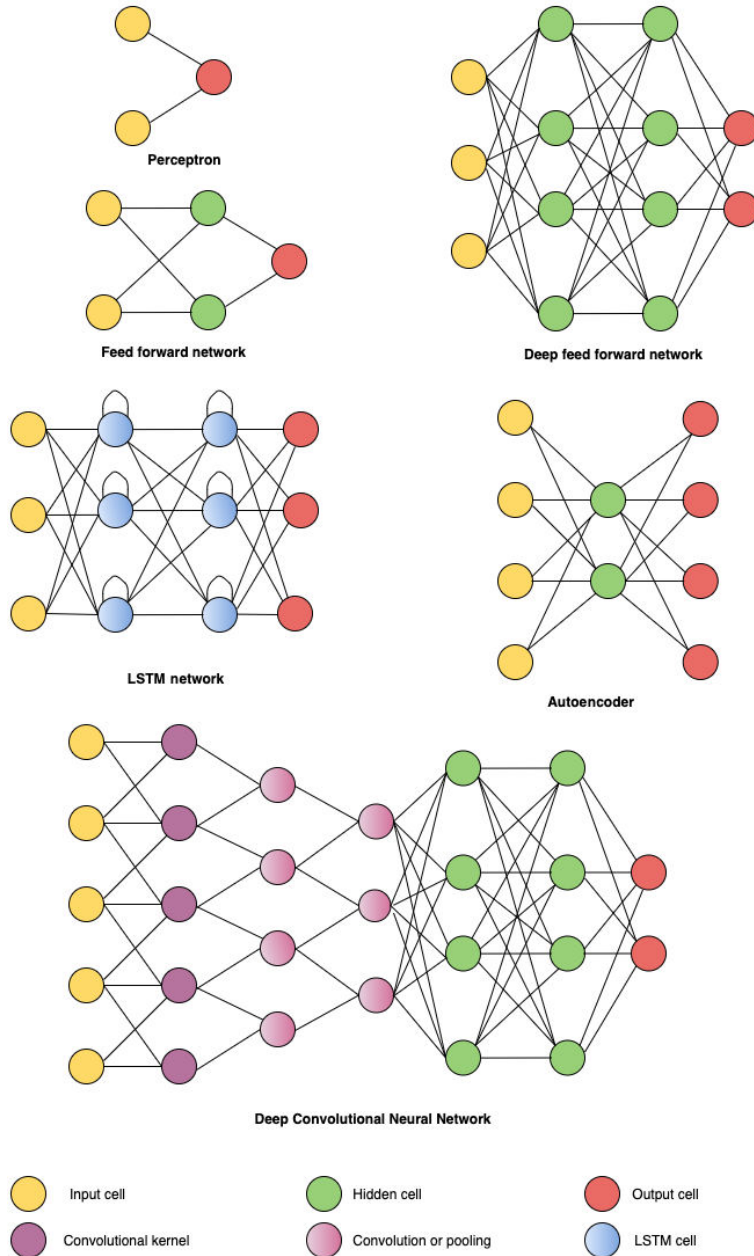 Perceptron
Feed forward network
Deep feed forward network
LSTM network
Autoencoder
Deep Convolutional Neural Network
Input cell
Hidden cell
Output cell
Convolutional kernel
Convolution or pooling
LSTM cell